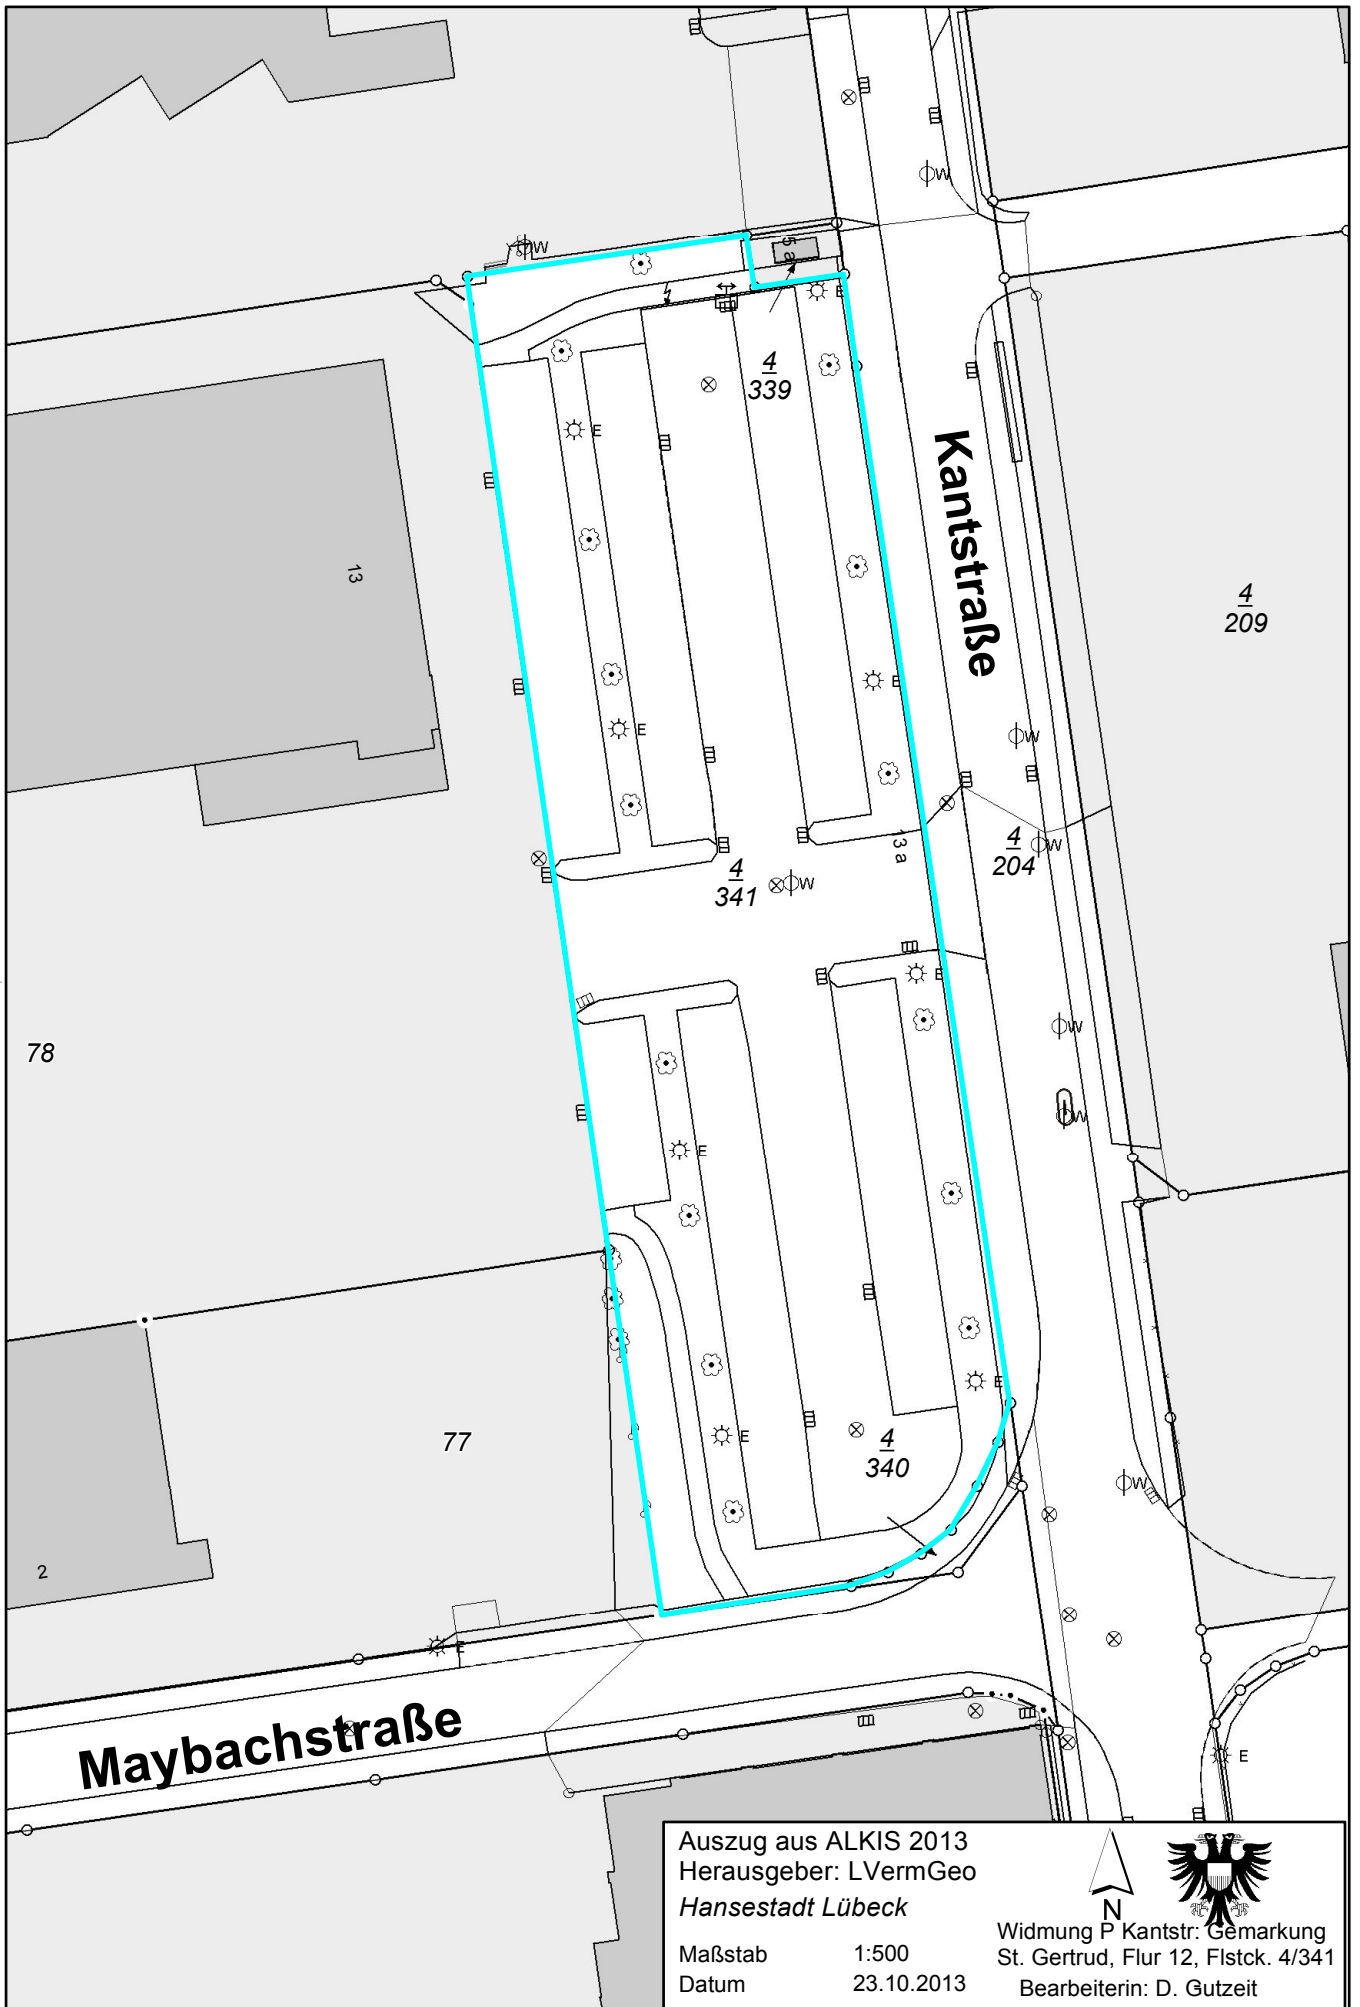 W
W
5 a
E
4
339
E
Kantstraße
13
4
209
E
E
W
13 a
4
204
W
4
341
W
E
W
78
W
E
E
77
E
4
340
W
2
E
E
Maybachstraße
Auszug aus ALKIS 2013
Herausgeber: LVermGeo
Hansestadt Lübeck
N
Widmung P Kantstr: Gemarkung
St. Gertrud, Flur 12, Flstck. 4/341
Maßstab 1:500
Datum 23.10.2013
Bearbeiterin: D. Gutzeit